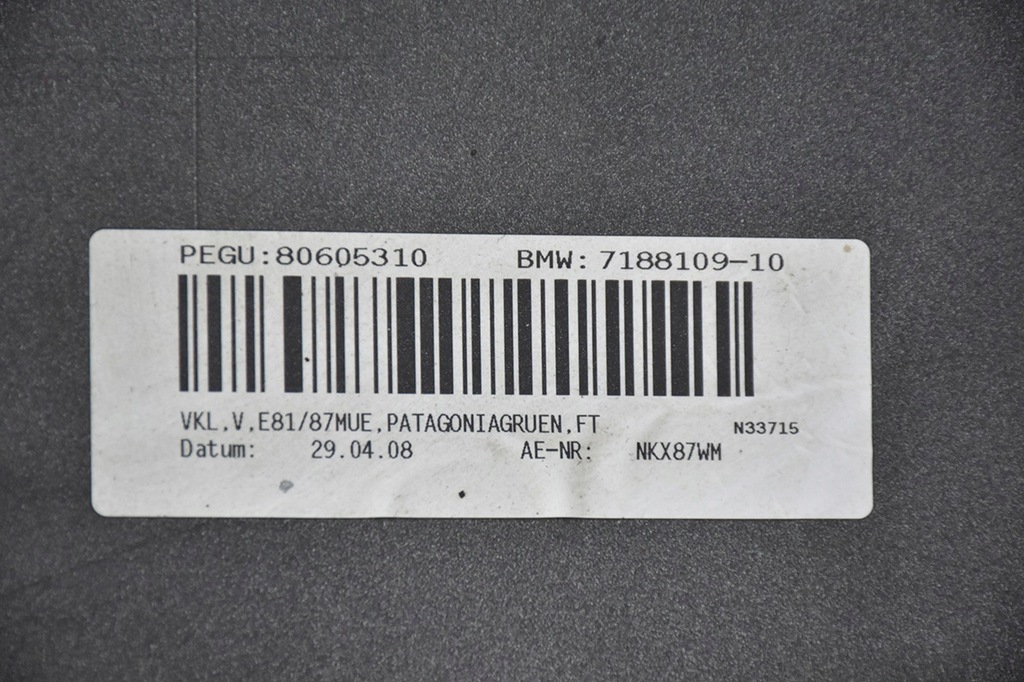 PEGU:80605310 BMW: 7188109-10
VKL,V,E81/87MUE,PATAGONIAGRUEN,FT N33715
Datum: 29.04.08 AE-NR: NKX87WM